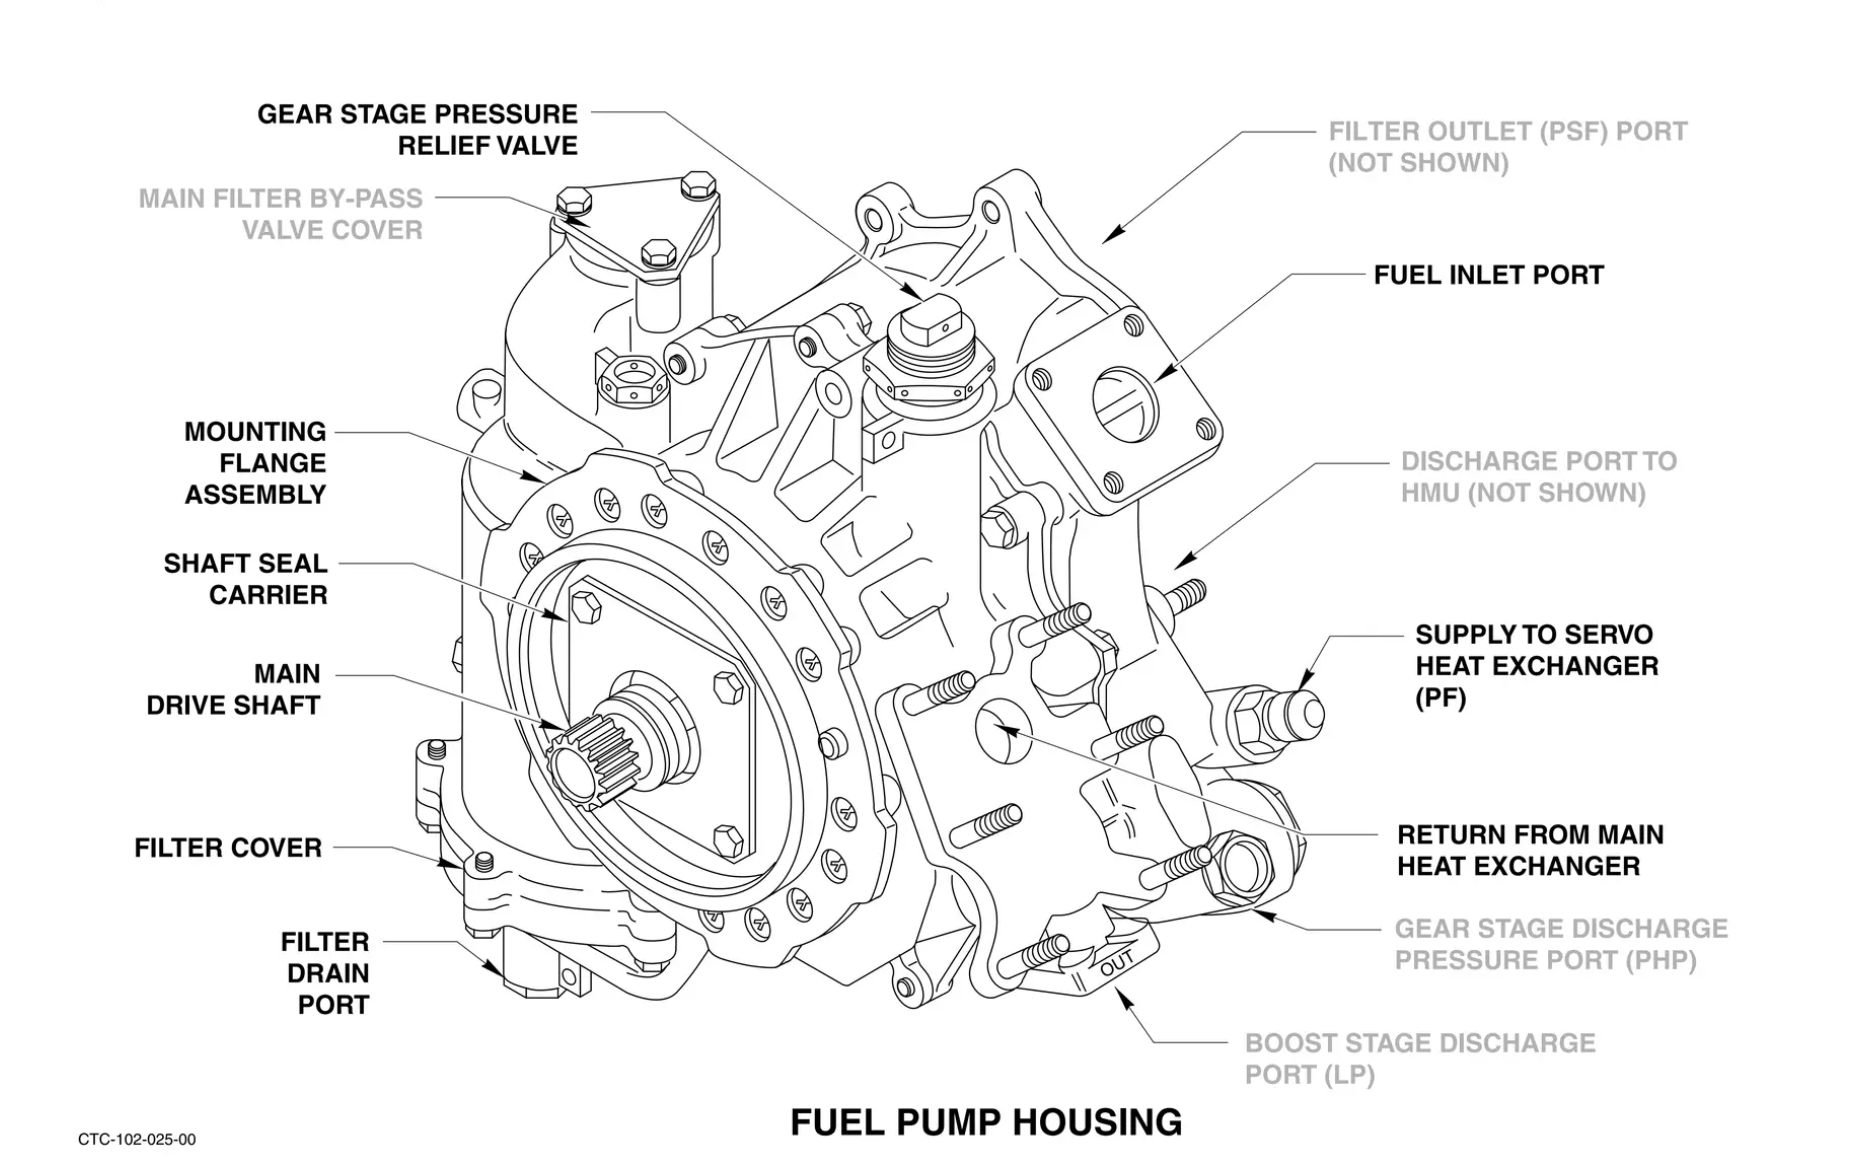 GEAR STAGE PRESSURE
RELIEF VALVE
MAIN FILTER BY-PASS
VALVE COVER
MOUNTING
FLANGE
ASSEMBLY
SHAFT SEAL
CARRIER
MAIN
DRIVE SHAFT
FILTER COVER
FILTER
DRAIN
PORT
FILTER OUTLET (PSF) PORT
(NOT SHOWN)
FUEL INLET PORT
DISCHARGE PORT TO
HMU (NOT SHOWN)
SUPPLY TO SERVO
HEAT EXCHANGER
(PF)
RETURN FROM MAIN
HEAT EXCHANGER
GEAR STAGE DISCHARGE
PRESSURE PORT (PHP)
OUT
BOOST STAGE DISCHARGE
PORT (LP)
FUEL PUMP HOUSING
CTC-102-025-00